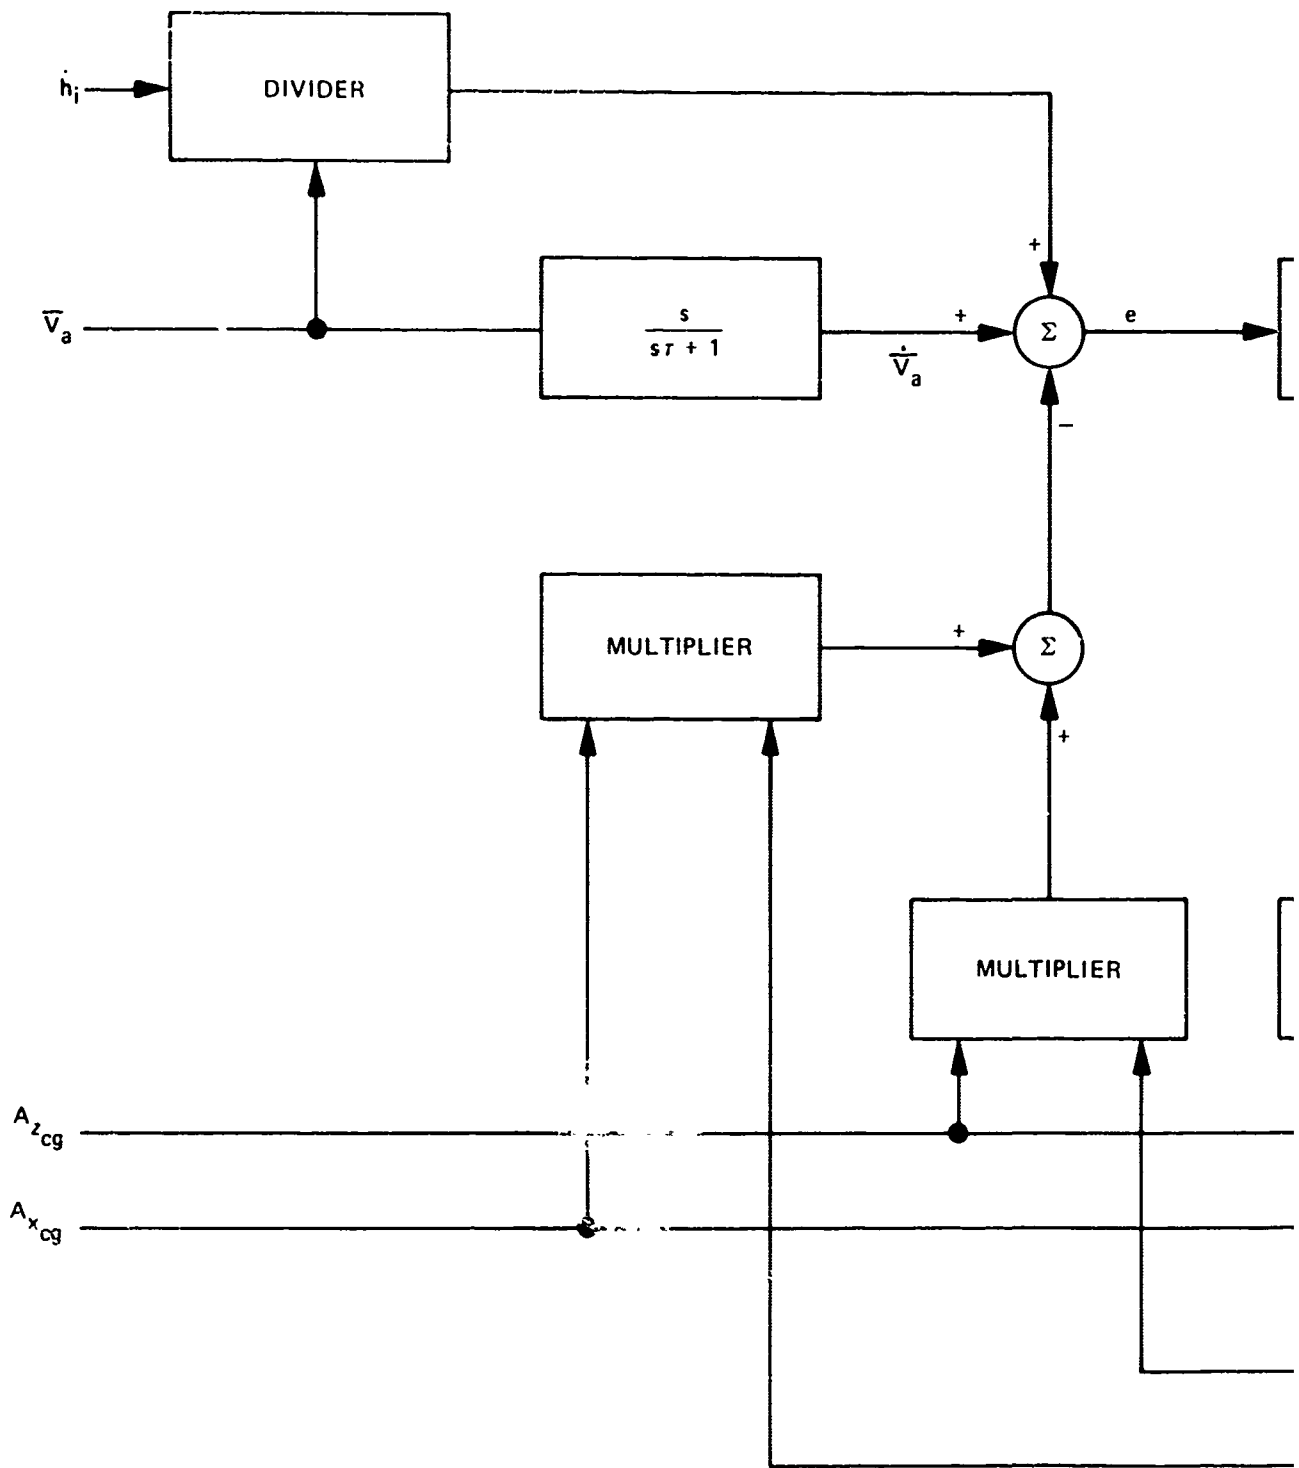 ḣi
DIVIDER
+
V̅a
s
sτ + 1
+
V̅̇a
Σ
e
−
MULTIPLIER
+
Σ
+
MULTIPLIER
Azcg
Axcg